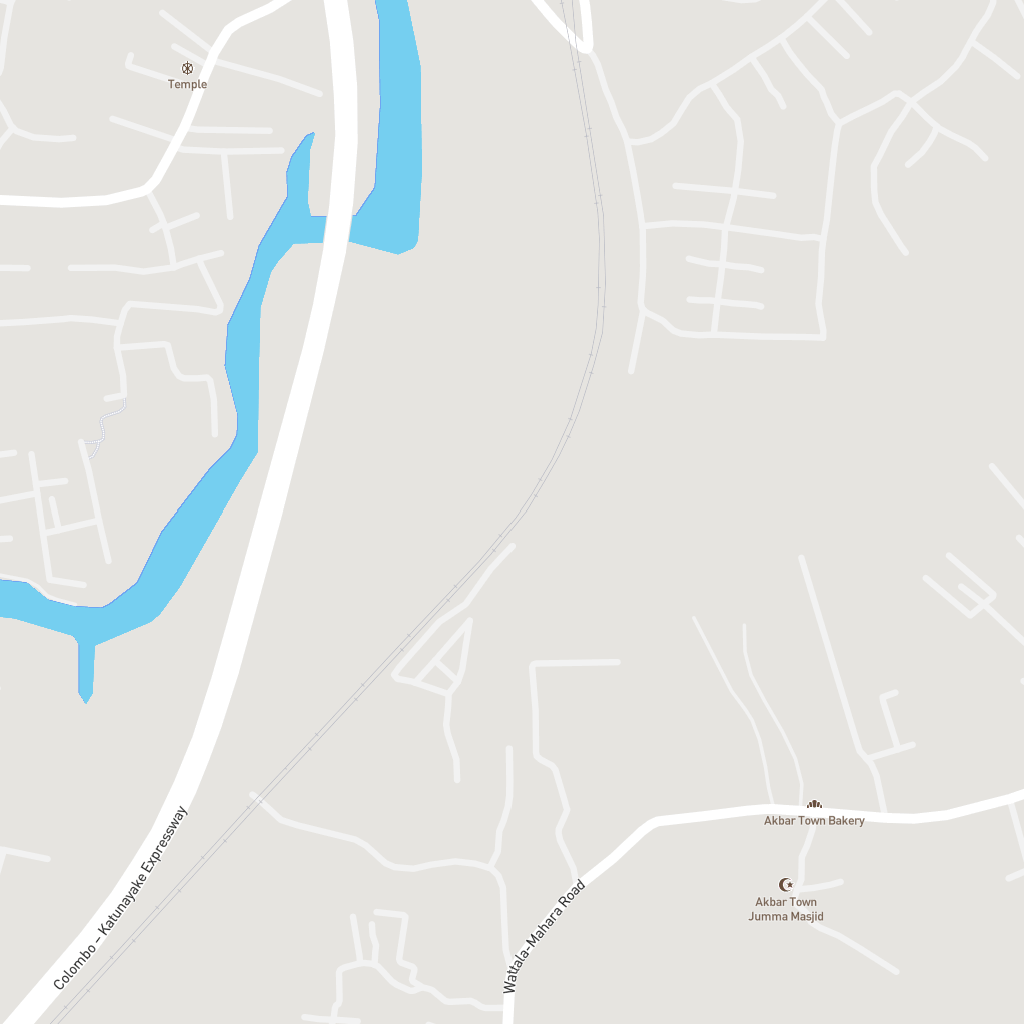 Temple
Colombo – Katunayake Expressway
Akbar Town Bakery
Wattala-Mahara Road
Akbar Town
Jumma Masjid